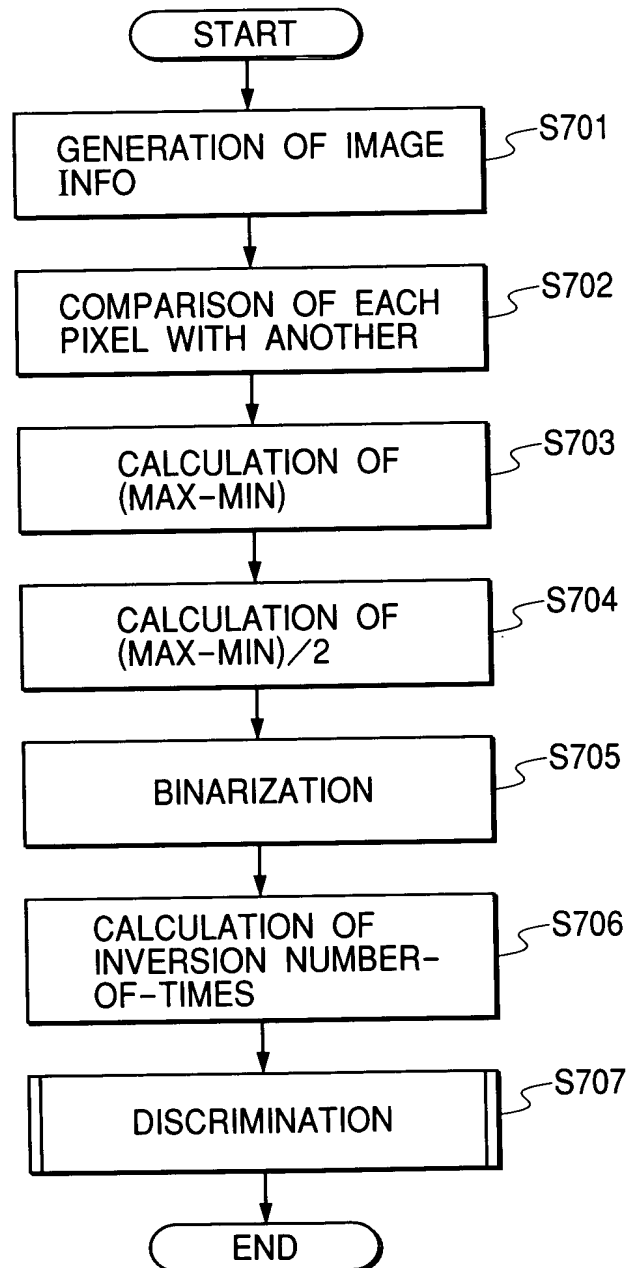 START
GENERATION OF IMAGE
INFO
S701
COMPARISON OF EACH
PIXEL WITH ANOTHER
S702
CALCULATION OF
(MAX-MIN)
S703
CALCULATION OF
(MAX-MIN)/2
S704
BINARIZATION
S705
CALCULATION OF
INVERSION NUMBER-
OF-TIMES
S706
DISCRIMINATION
S707
END